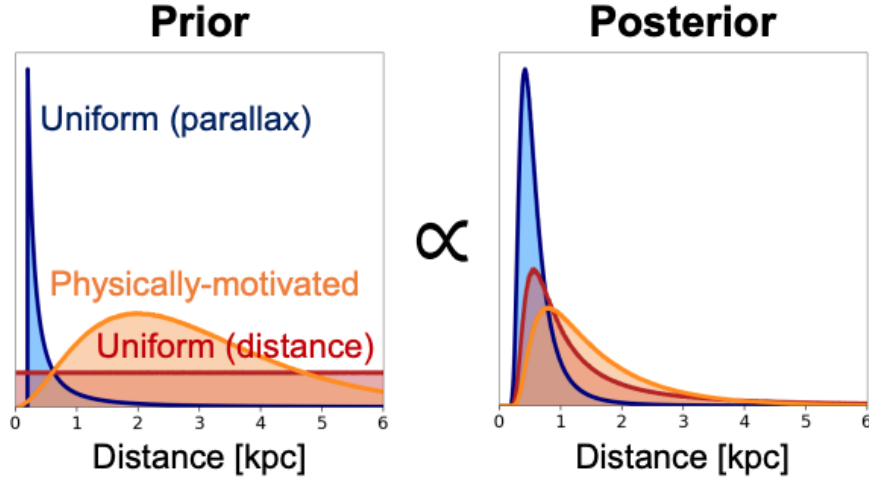 Prior
Posterior
Uniform (parallax)
Physically-motivated
Uniform (distance)
∝
0 1 2 3 4 5 6
0 1 2 3 4 5 6
Distance [kpc]
Distance [kpc]